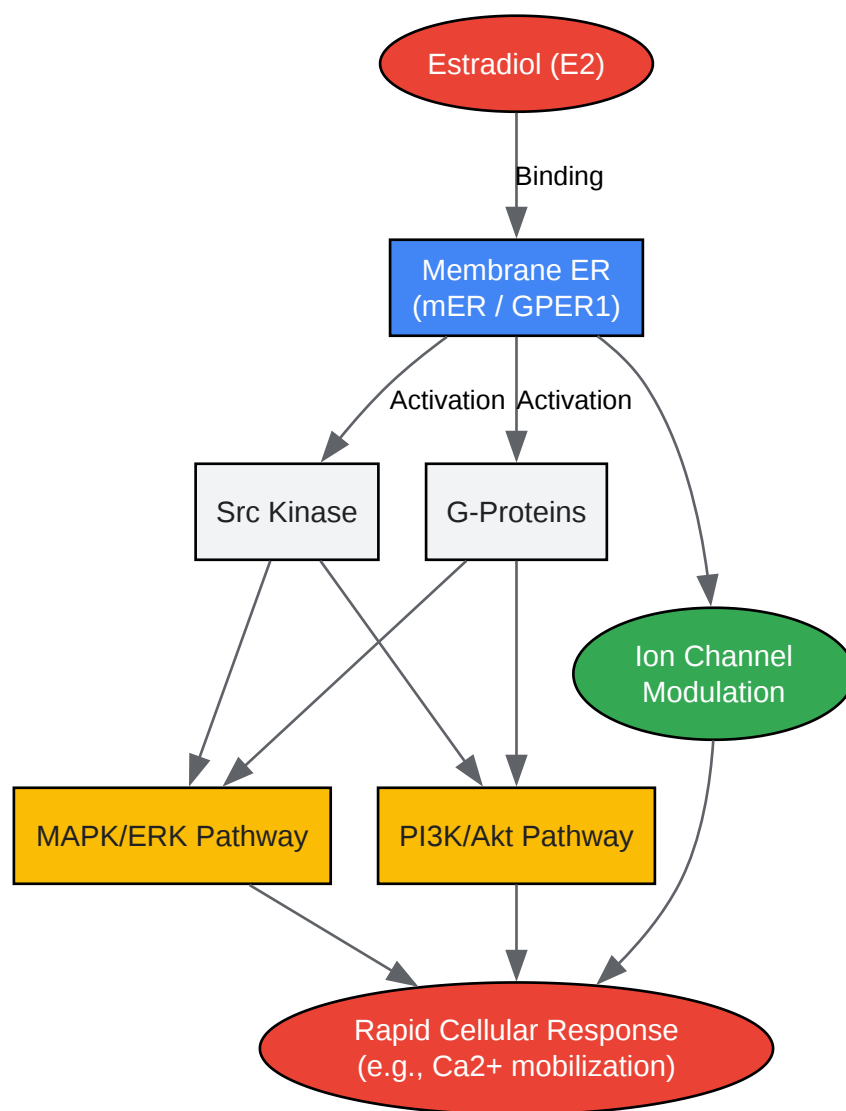 Estradiol (E2)
Binding
Membrane ER
(mER / GPER1)
Activation
Activation
Src Kinase
G-Proteins
Ion Channel
Modulation
MAPK/ERK Pathway
PI3K/Akt Pathway
Rapid Cellular Response
(e.g., Ca2+ mobilization)